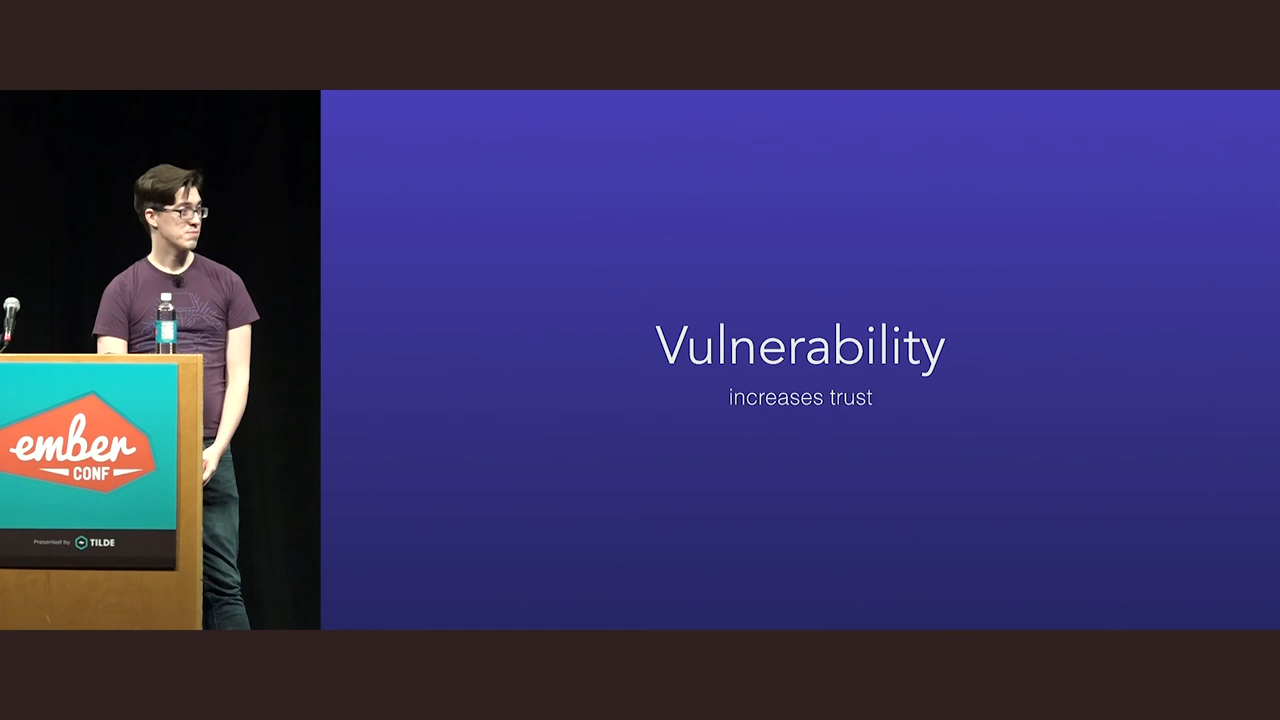 ember
CONF
Presented by TILDE
Vulnerability
increases trust